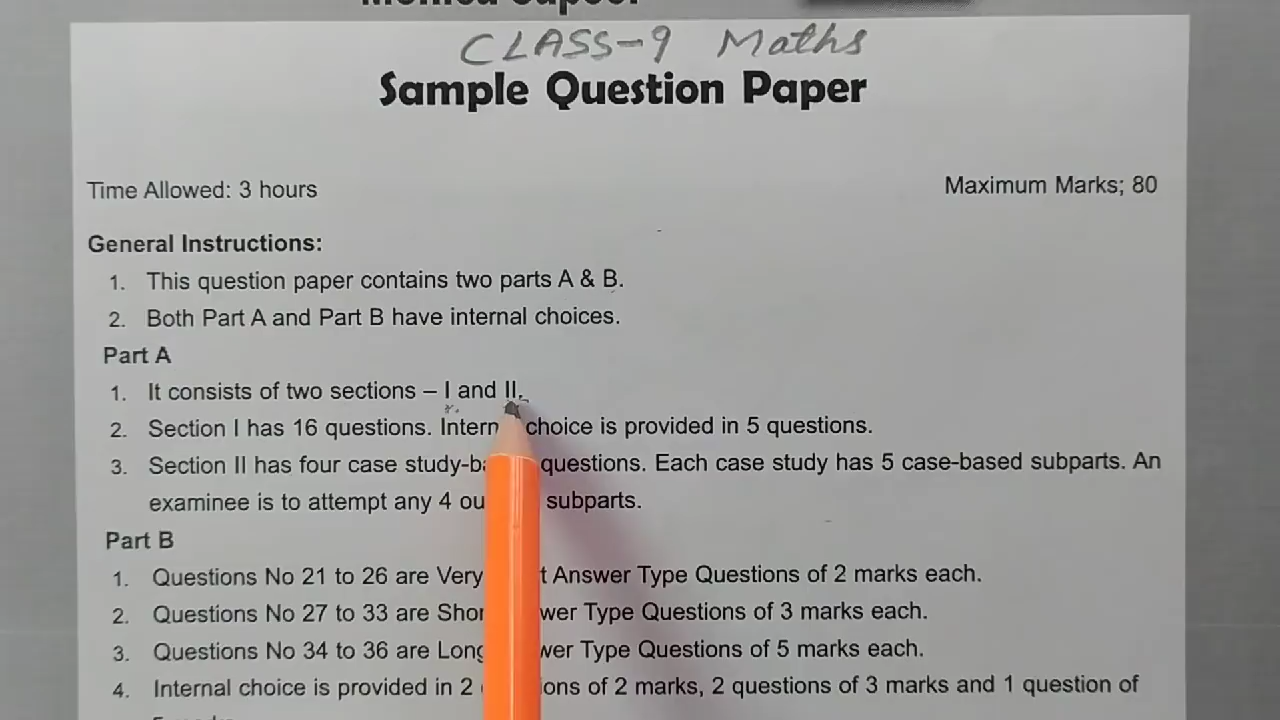 CLASS-9 Maths
Sample Question Paper
Time Allowed: 3 hours
Maximum Marks; 80
General Instructions:
1. This question paper contains two parts A & B.
2. Both Part A and Part B have internal choices.
Part A
1. It consists of two sections – I and II.
2. Section I has 16 questions. choice is provided in 5 questions.
3. Section II has four case questions. Each case study has 5 case-based subparts. An
examinee is to attempt any 4 subparts.
Part B
1. Questions No 21 to 26 are Very Answer Type Questions of 2 marks each.
2. Questions No 27 to 33 are Type Questions of 3 marks each.
3. Questions No 34 to 36 are Type Questions of 5 marks each.
4. Internal choice is provided in 2 of 2 marks, 2 questions of 3 marks and 1 question of